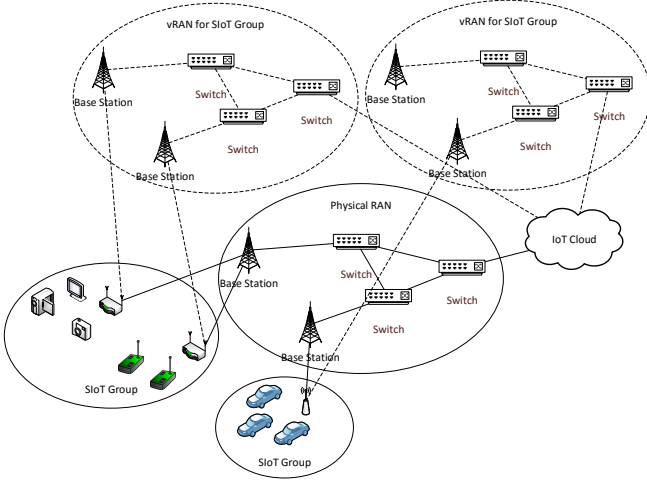 vRAN for SIoT Group
vRAN for SIoT Group
Switch
Base Station
Switch
Switch
Base Station
Switch
Base Station
Switch
Switch
Base Station
Physical RAN
IoT Cloud
Base Station
Switch
Switch
Switch
Base Station
SIoT Group
SIoT Group